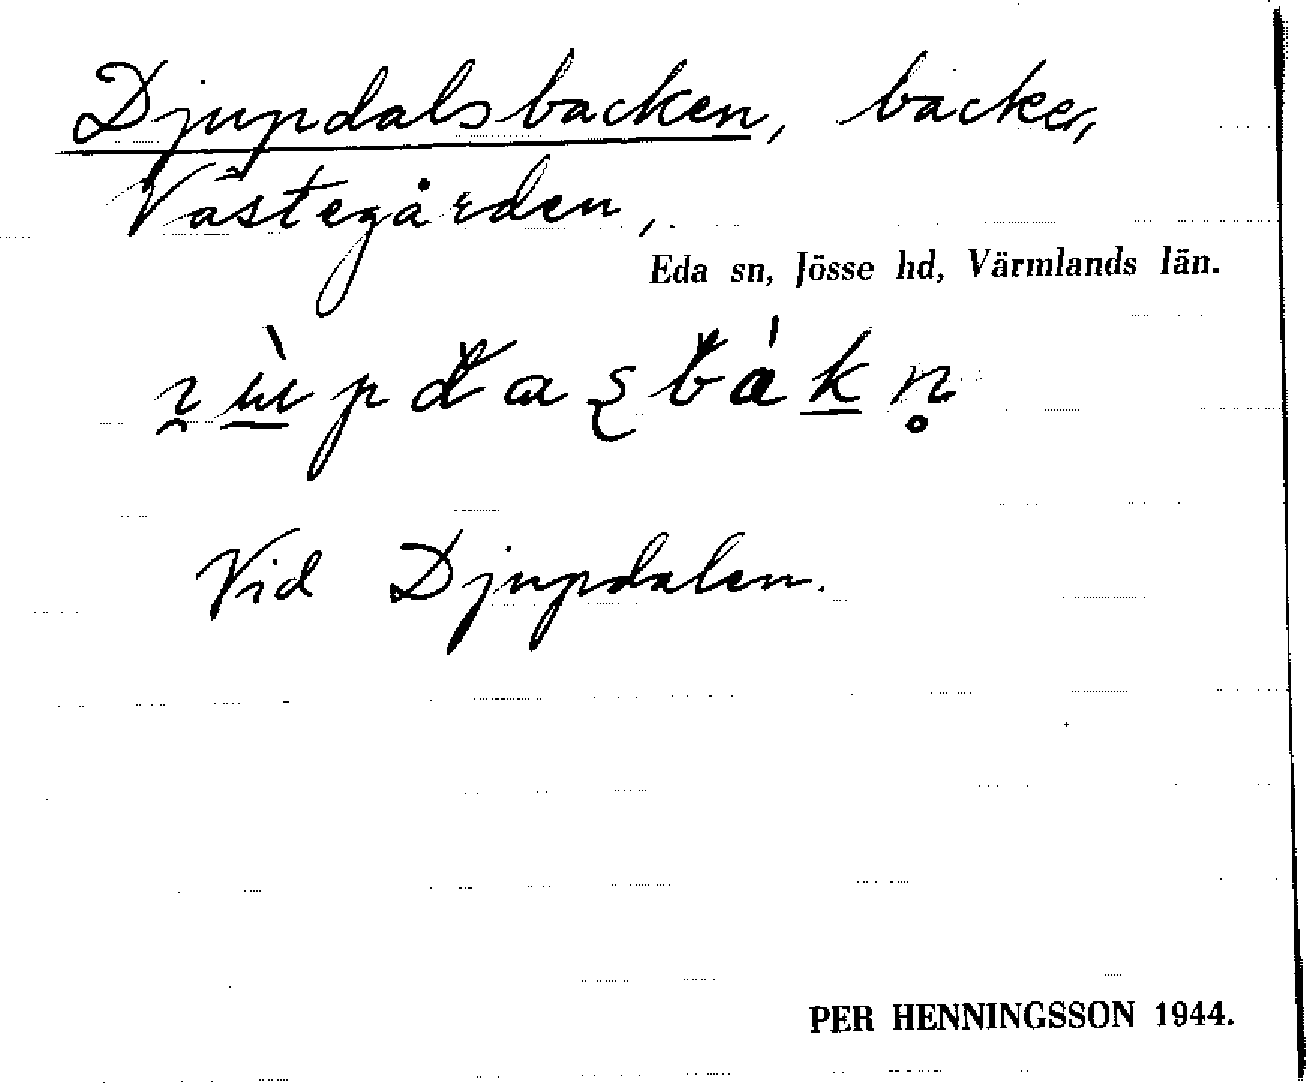 Djupdalsbacken, backe,
Västegården,
Eda sn, Jösse hd, Värmlands län.
Vid Djupdalen.
PER HENNINGSSON 1944.